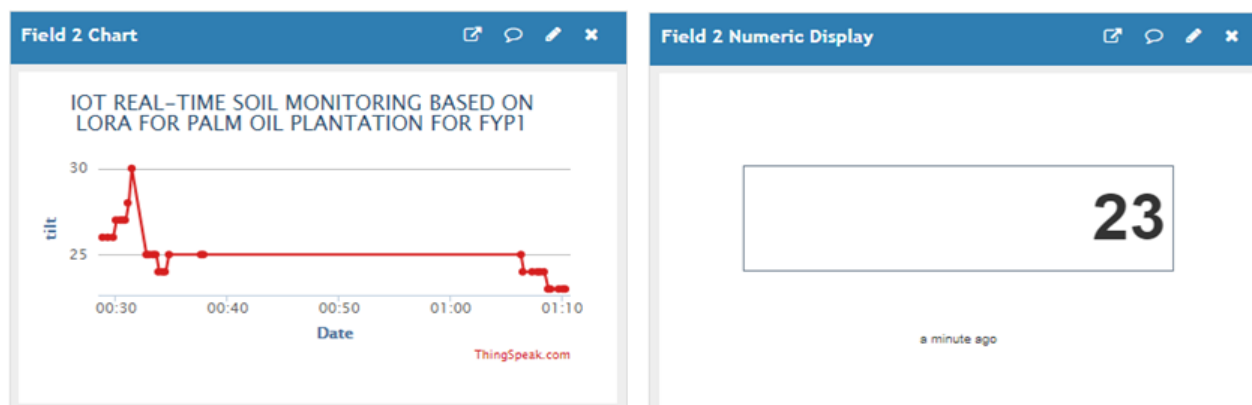 Field 2 Chart
IOT REAL-TIME SOIL MONITORING BASED ON
LORA FOR PALM OIL PLANTATION FOR FYP1
30
25
tilt
00:30
00:40
00:50
01:00
01:10
Date
ThingSpeak.com
Field 2 Numeric Display
23
a minute ago